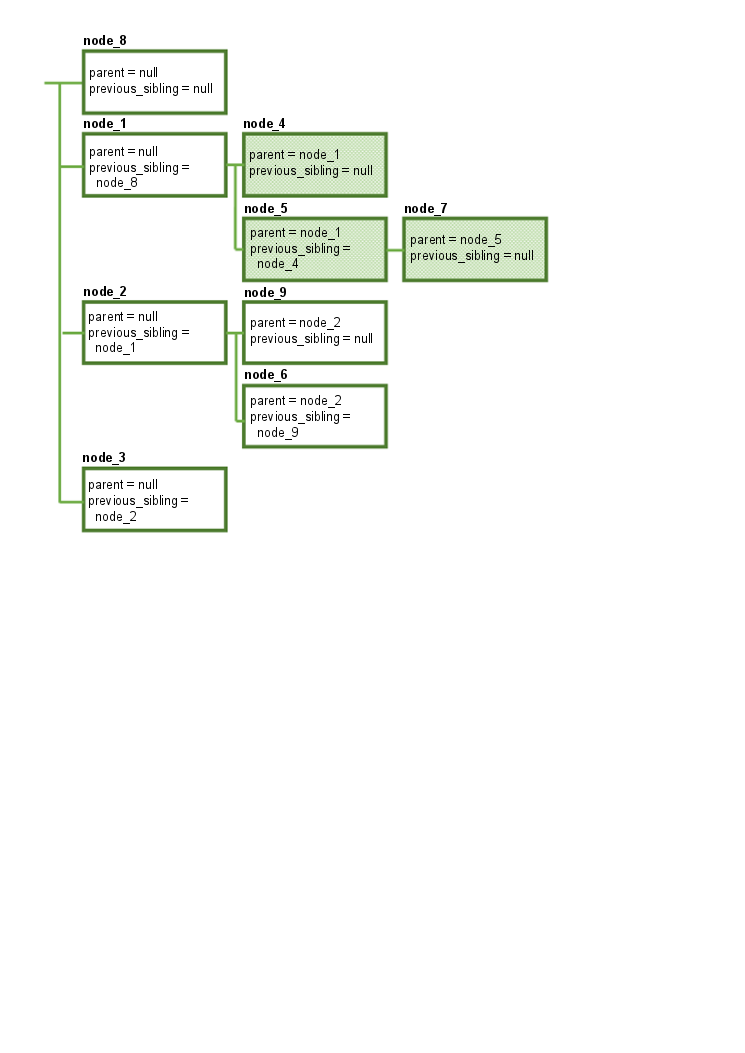 node_8
parent = null
previous_sibling = null
node_1
parent = null
previous_sibling =
node_8
node_4
parent = node_1
previous_sibling = null
node_5
parent = node_1
previous_sibling =
node_4
node_7
parent = node_5
previous_sibling = null
node_2
parent = null
previous_sibling =
node_1
node_9
parent = node_2
previous_sibling = null
node_6
parent = node_2
previous_sibling =
node_9
node_3
parent = null
previous_sibling =
node_2